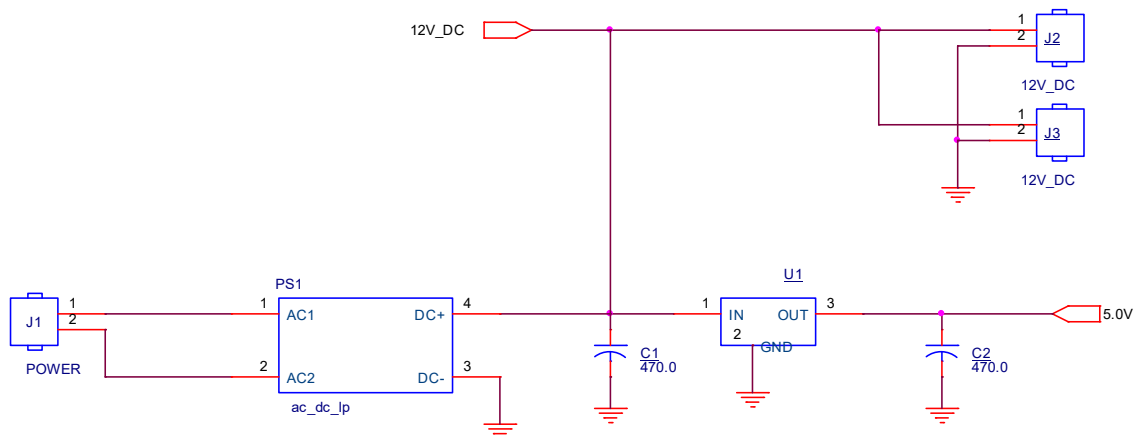 12V_DC
1
2
J2
12V_DC
1
2
J3
12V_DC
PS1
U1
J1
1
2
POWER
1
AC1
DC+
4
2
AC2
DC-
3
ac_dc_lp
1
IN
OUT
3
2
GND
C1
470.0
C2
470.0
5.0V